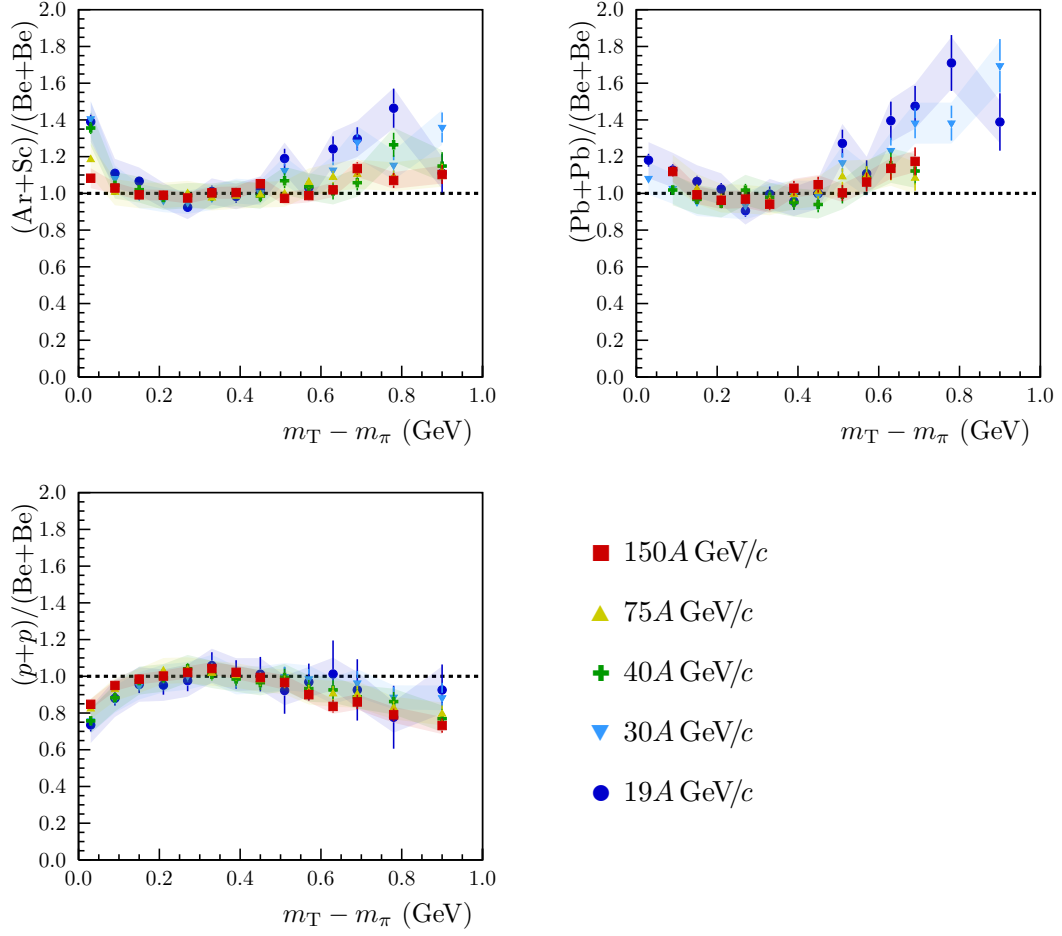 (Ar+Sc)/(Be+Be)
2.0
1.8
1.6
1.4
1.2
1.0
0.8
0.6
0.4
0.2
0.0
0.0 0.2 0.4 0.6 0.8 1.0
m_T − m_π (GeV)
(Pb+Pb)/(Be+Be)
2.0
1.8
1.6
1.4
1.2
1.0
0.8
0.6
0.4
0.2
0.0
0.0 0.2 0.4 0.6 0.8 1.0
m_T − m_π (GeV)
(p+p)/(Be+Be)
2.0
1.8
1.6
1.4
1.2
1.0
0.8
0.6
0.4
0.2
0.0
0.0 0.2 0.4 0.6 0.8 1.0
m_T − m_π (GeV)
150A GeV/c
75A GeV/c
40A GeV/c
30A GeV/c
19A GeV/c